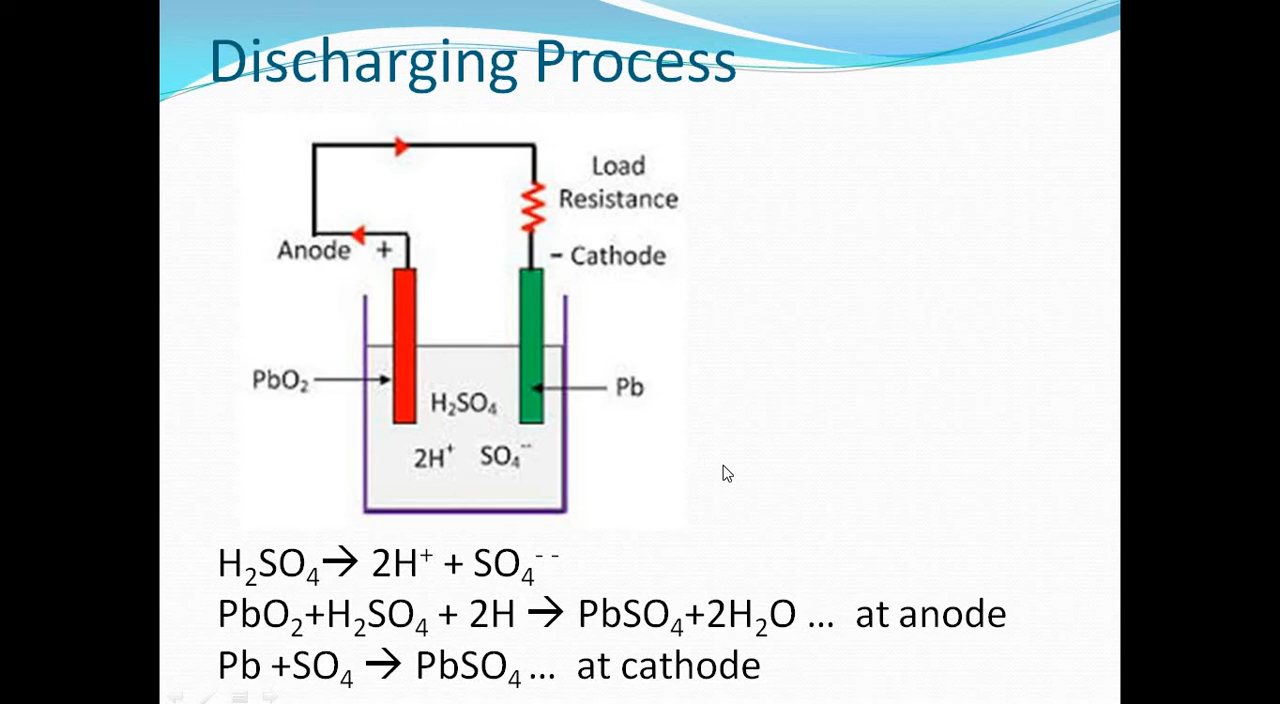 Discharging Process
Load
Resistance
Anode +
– Cathode
PbO₂
Pb
H₂SO₄
2H⁺ SO₄⁻⁻
H₂SO₄→ 2H⁺ + SO₄⁻ ⁻
PbO₂+H₂SO₄ + 2H → PbSO₄+2H₂O ... at anode
Pb +SO₄ → PbSO₄ ... at cathode